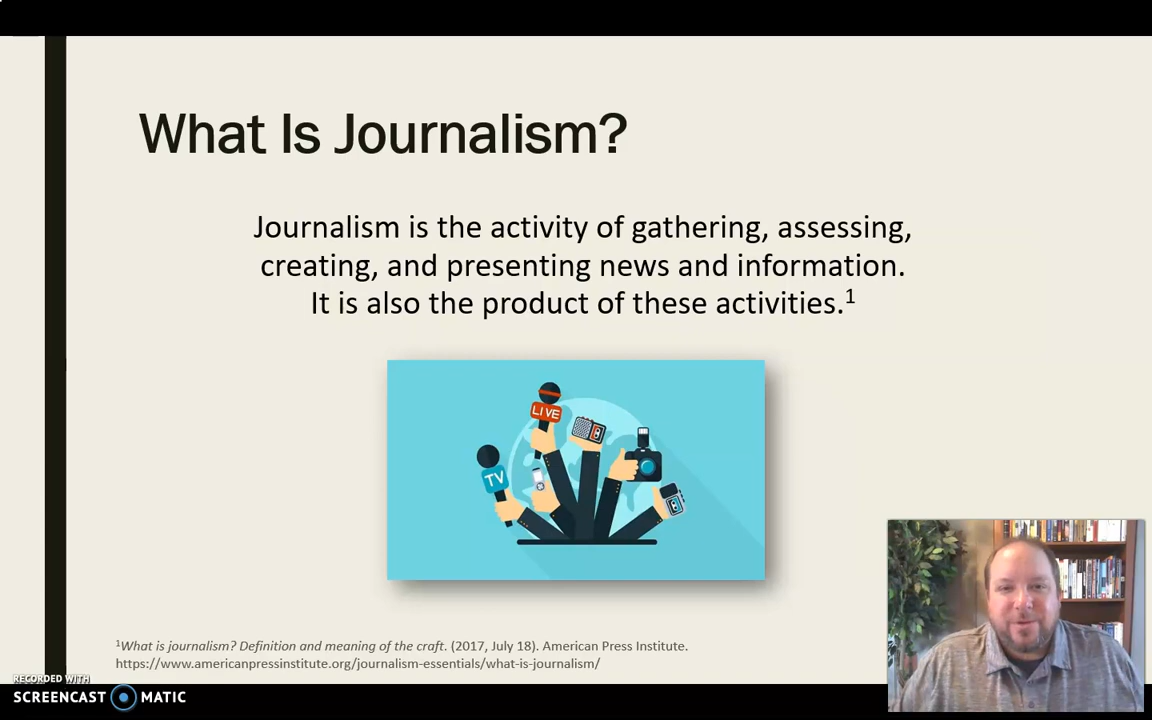 What Is Journalism?
Journalism is the activity of gathering, assessing,
creating, and presenting news and information.
It is also the product of these activities.¹
LIVE
TV
¹What is journalism? Definition and meaning of the craft. (2017, July 18). American Press Institute.
https://www.americanpressinstitute.org/journalism-essentials/what-is-journalism/
RECORDED WITH
SCREENCAST MATIC